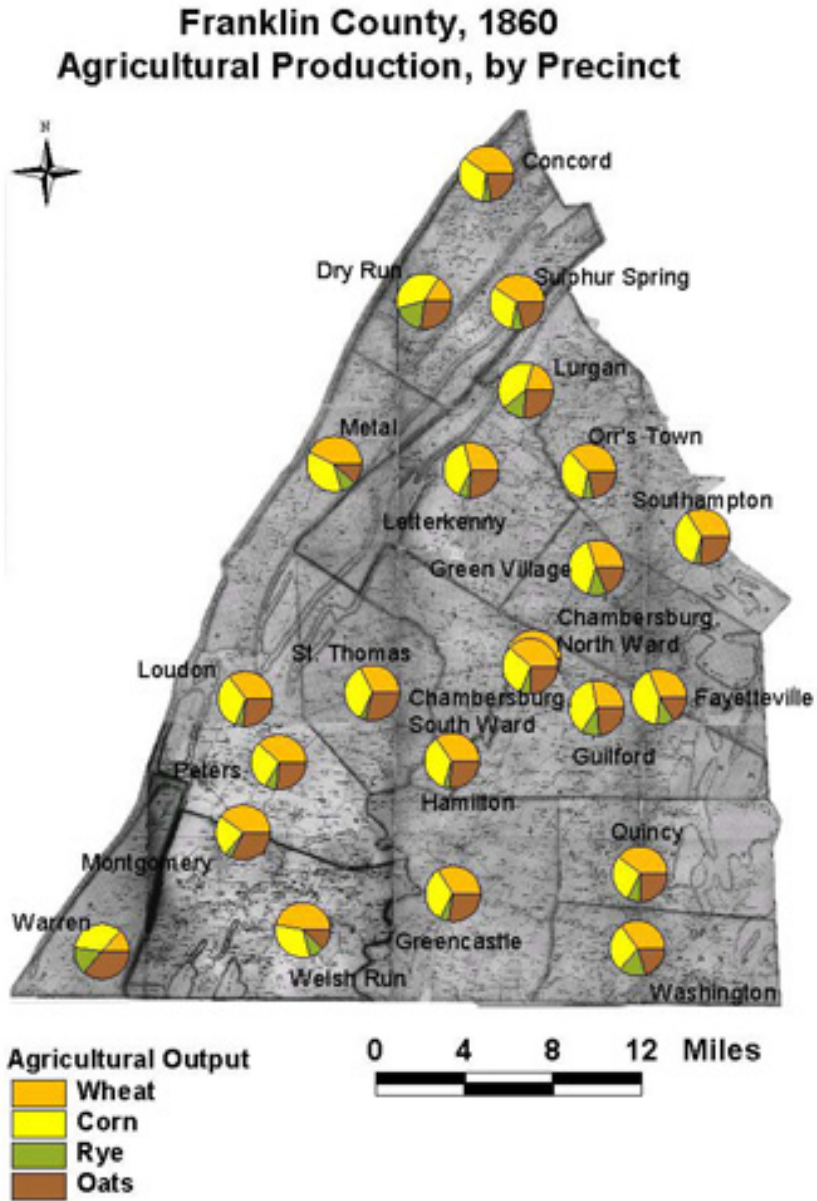 Franklin County, 1860
Agricultural Production, by Precinct
N
Concord
Dry Run
Sulphur Spring
Lurgan
Metal
Orr's Town
Southampton
Letterkenny
Green Village
Chambersburg,
North Ward
St. Thomas
Loudon
Chambersburg,
South Ward
Fayetteville
Guilford
Peters
Hamilton
Quincy
Montgomery
Warren
Greencastle
Welsh Run
Washington
Agricultural Output
Wheat
Corn
Rye
Oats
0 4 8 12 Miles